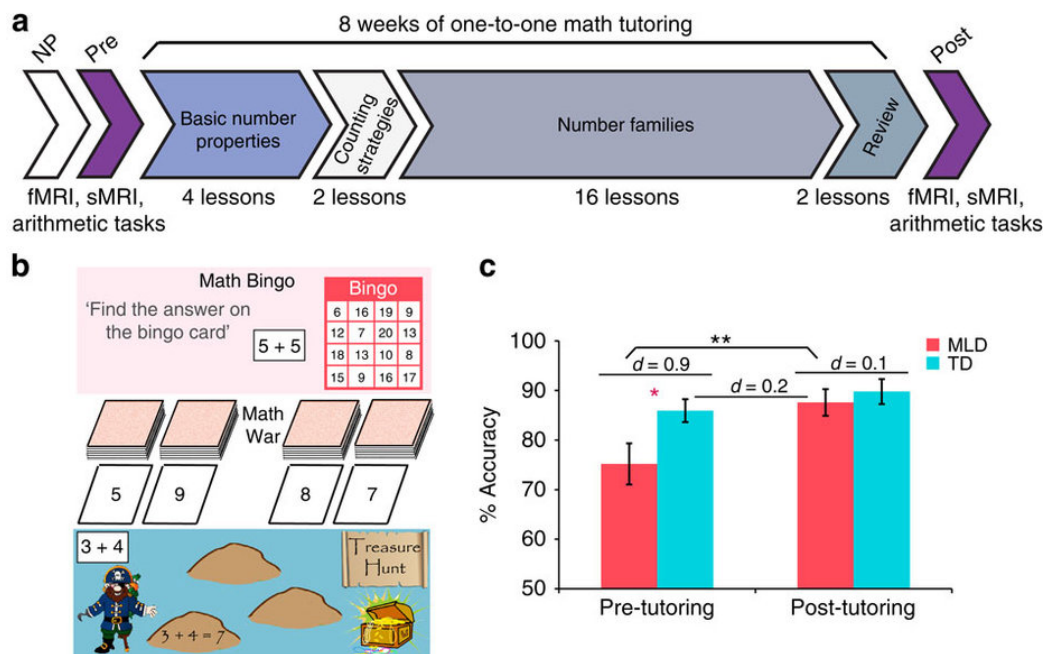 a
NP
Pre
8 weeks of one-to-one math tutoring
Post
Basic number
properties
Counting
strategies
Number families
Review
fMRI, sMRI,
arithmetic tasks
4 lessons
2 lessons
16 lessons
2 lessons
fMRI, sMRI,
arithmetic tasks
b
Math Bingo
'Find the answer on
the bingo card'
5 + 5
Bingo
6 16 19 9
12 7 20 13
18 13 10 8
15 9 16 17
Math
War
5
9
8
7
3 + 4
Treasure
Hunt
3 + 4 = 7
c
% Accuracy
100
90
80
70
60
50
**
MLD
TD
d = 0.9
d = 0.1
*
d = 0.2
Pre-tutoring
Post-tutoring